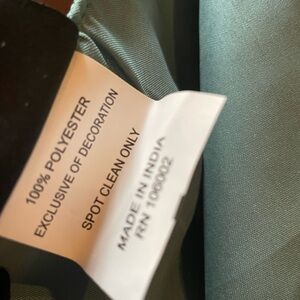 100% POLYESTER
EXCLUSIVE OF DECORATION
SPOT CLEAN ONLY
MADE IN INDIA
RN 106002